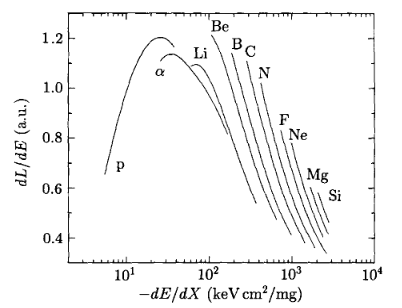 1.2
1.0
0.8
0.6
0.4
dL/dE (a.u.)
p
α
Li
Be
B
C
N
F
Ne
Mg
Si
10¹
10²
10³
10⁴
−dE/dX (keV cm²/mg)